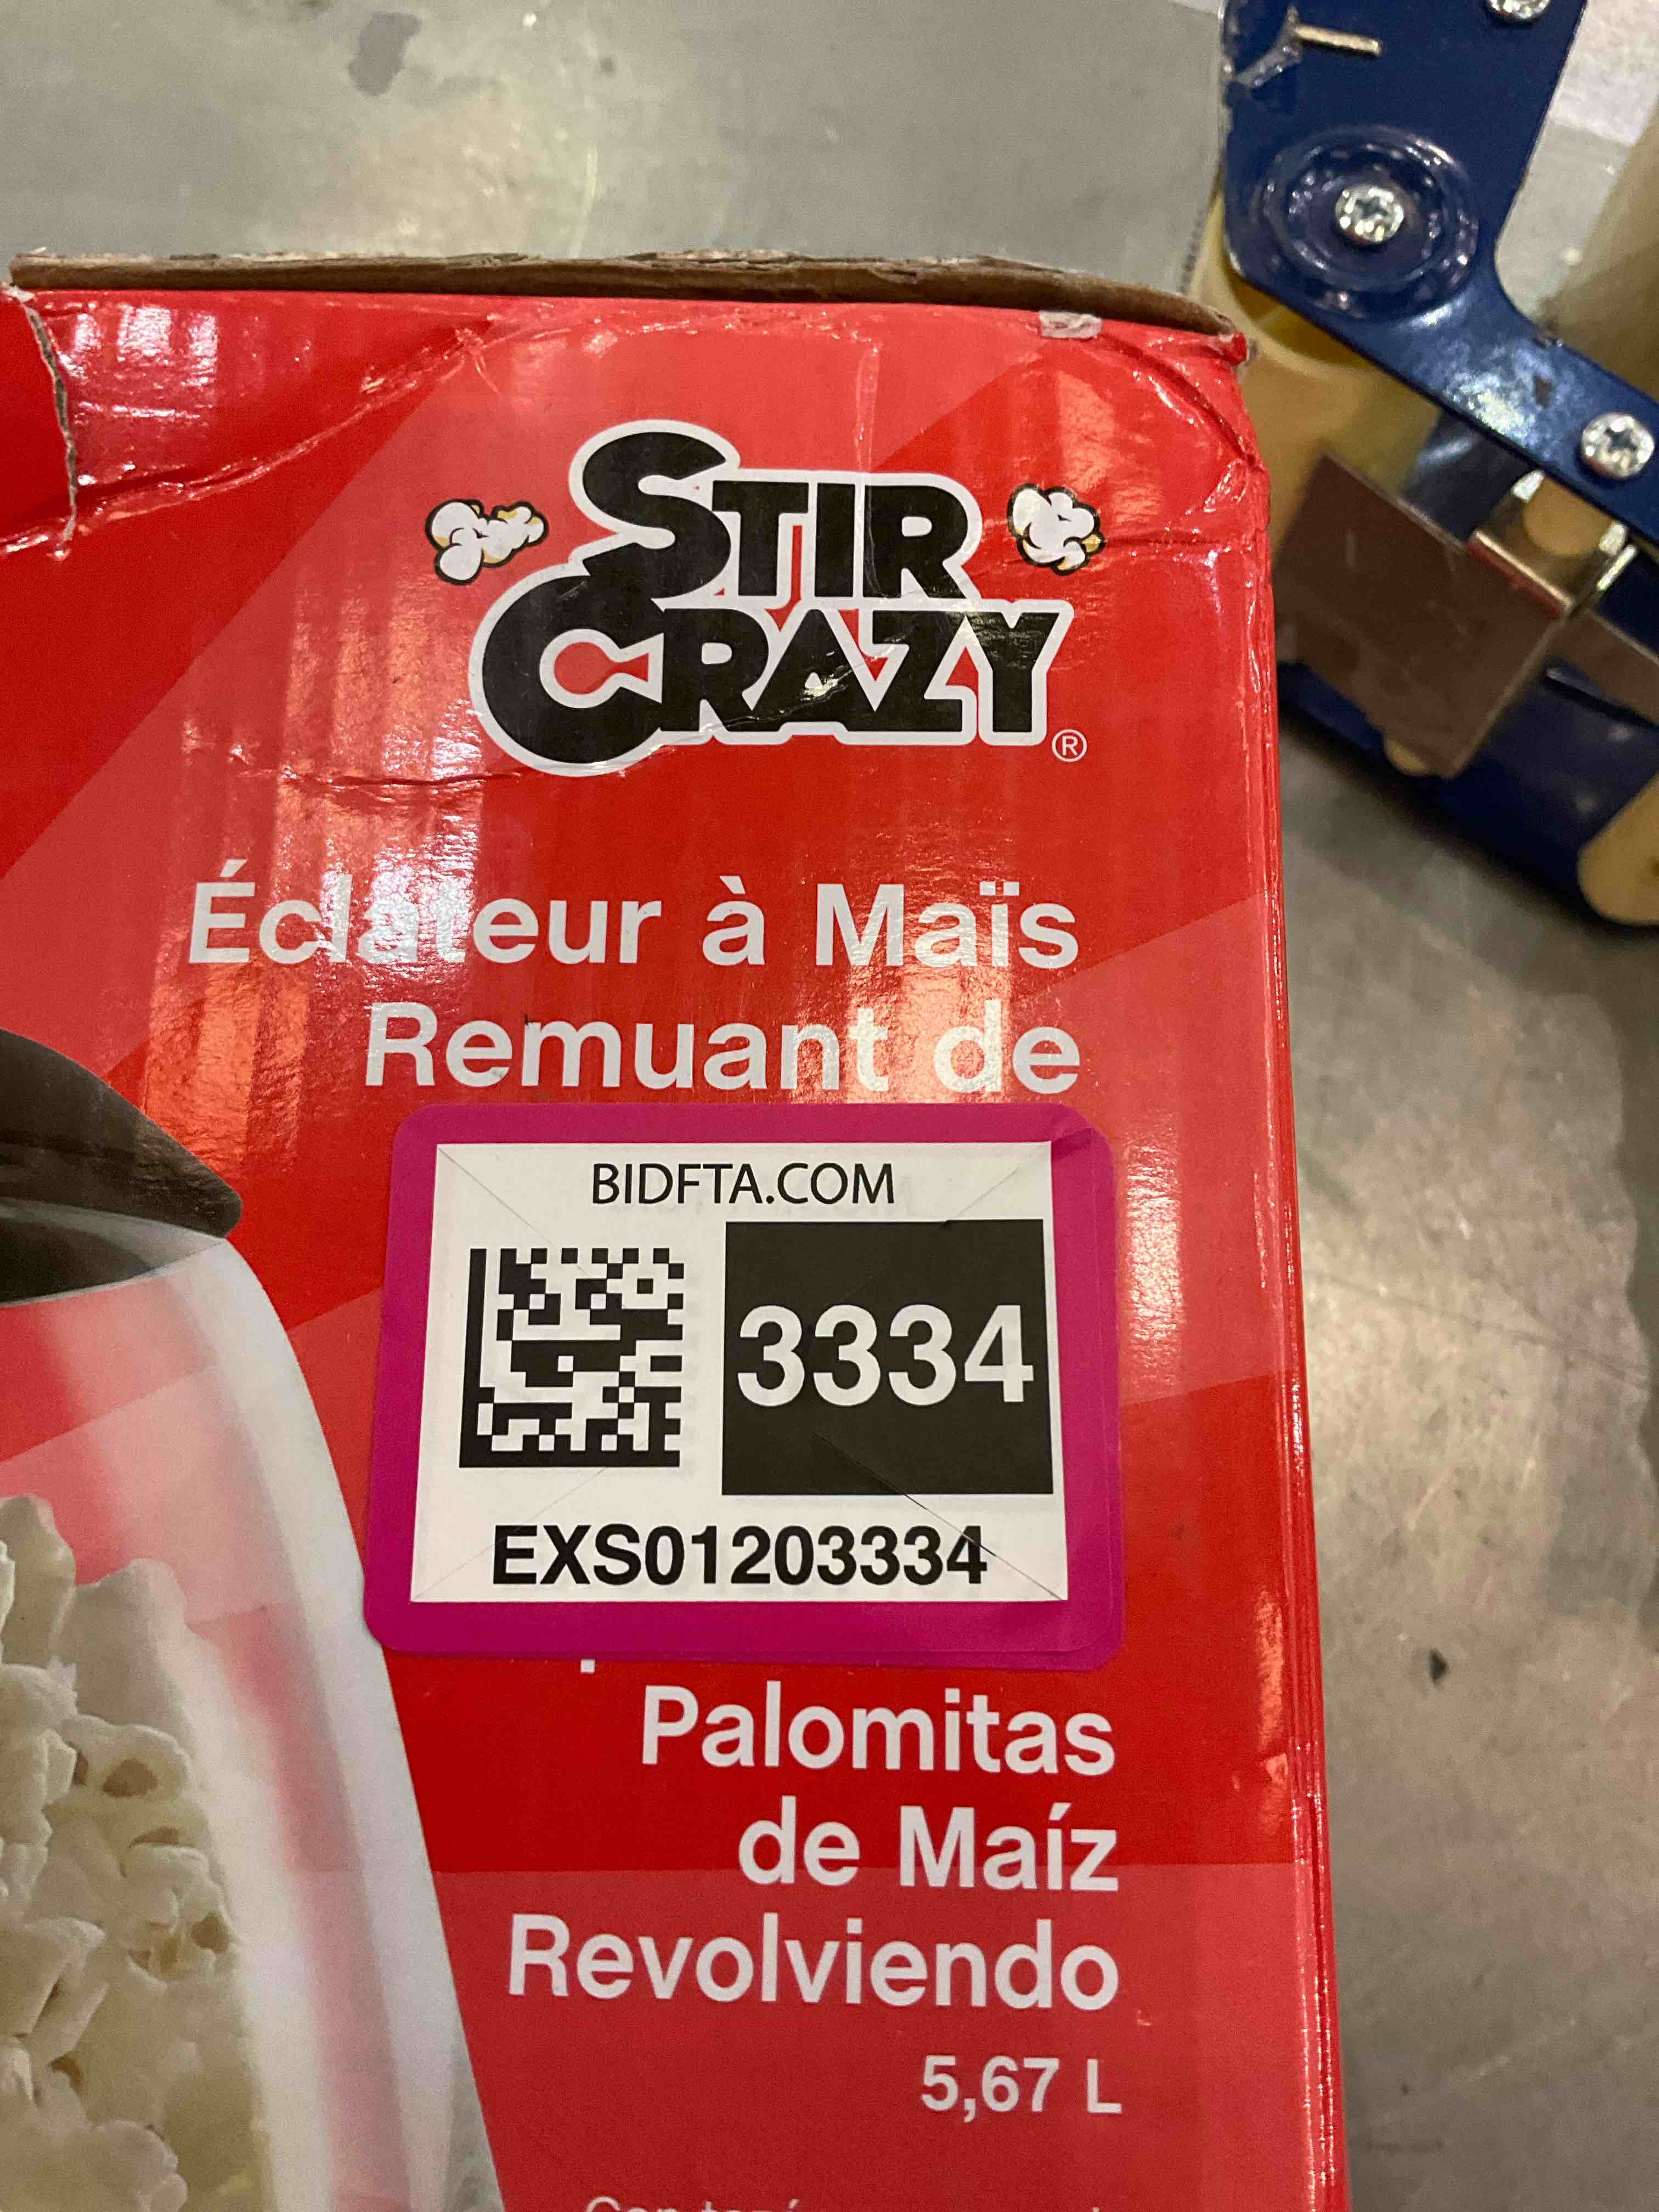 STIR
CRAZY®
Éclateur à Maïs
Remuant de
BIDFTA.COM
3334
EXS01203334
Palomitas
de Maíz
Revolviendo
5,67 L